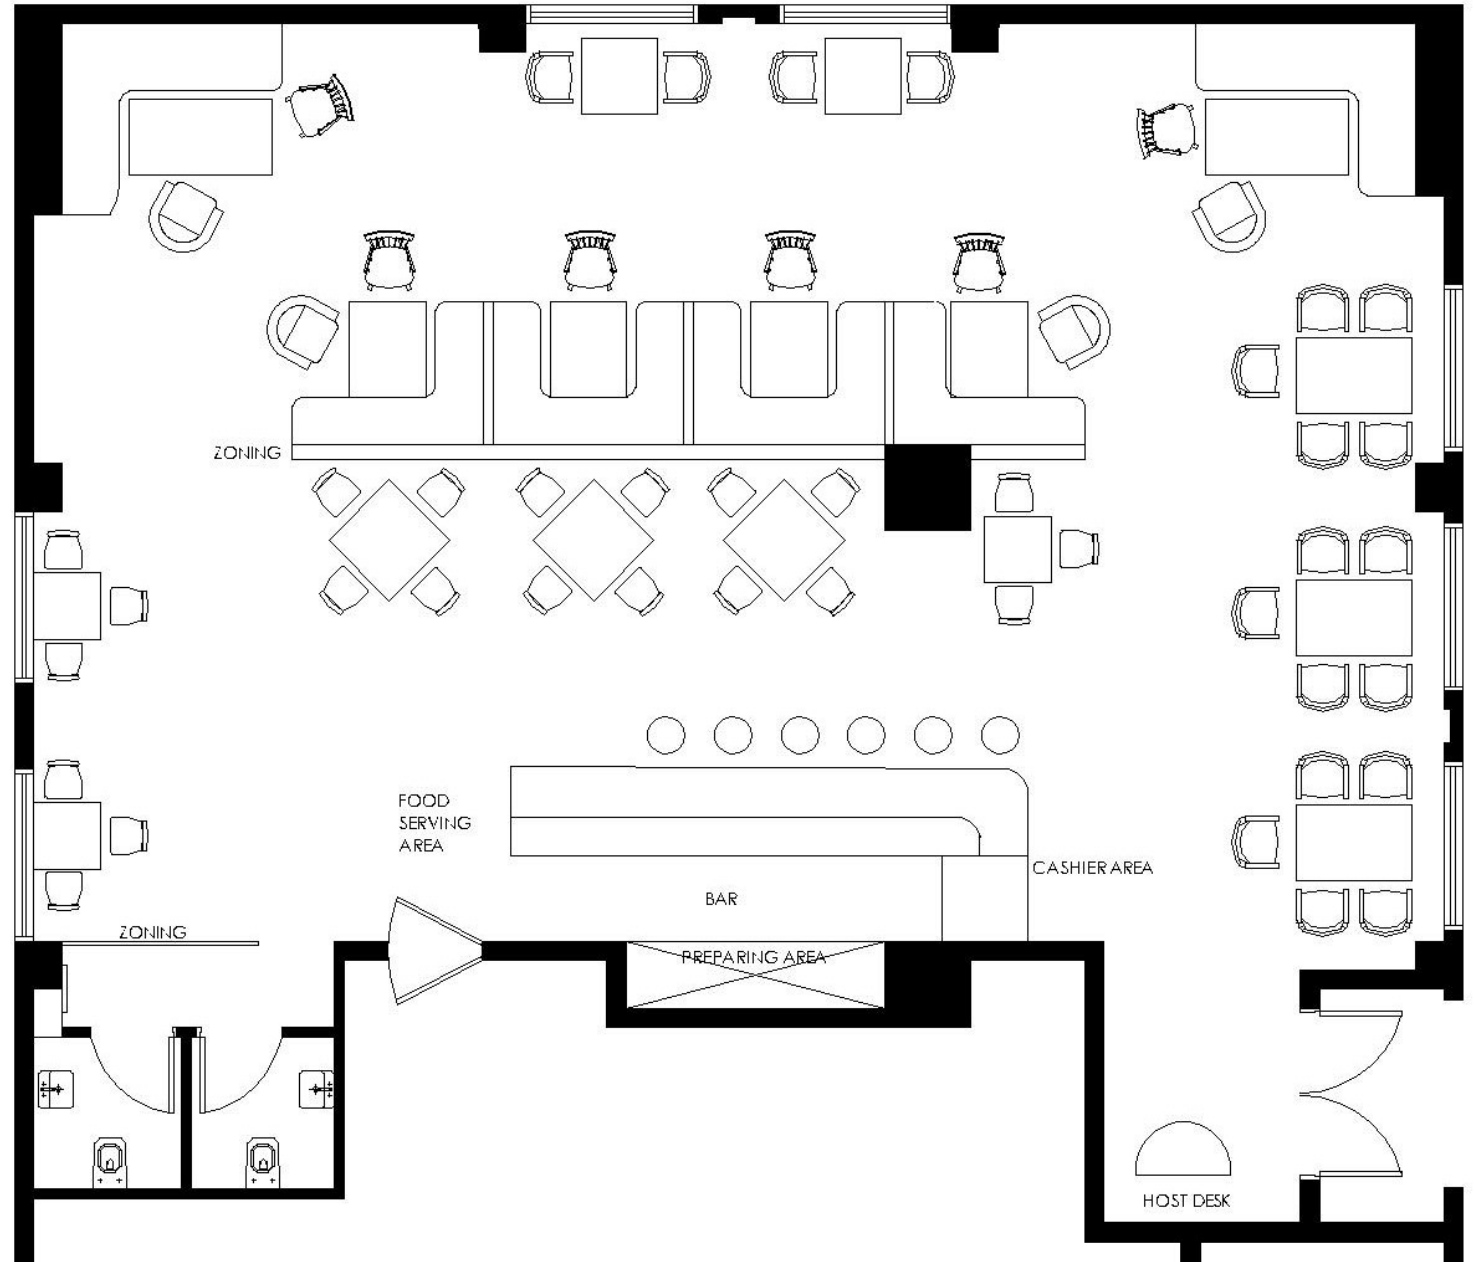 ZONING
FOOD
SERVING
AREA
CASHIER AREA
BAR
ZONING
PREPARING AREA
HOST DESK